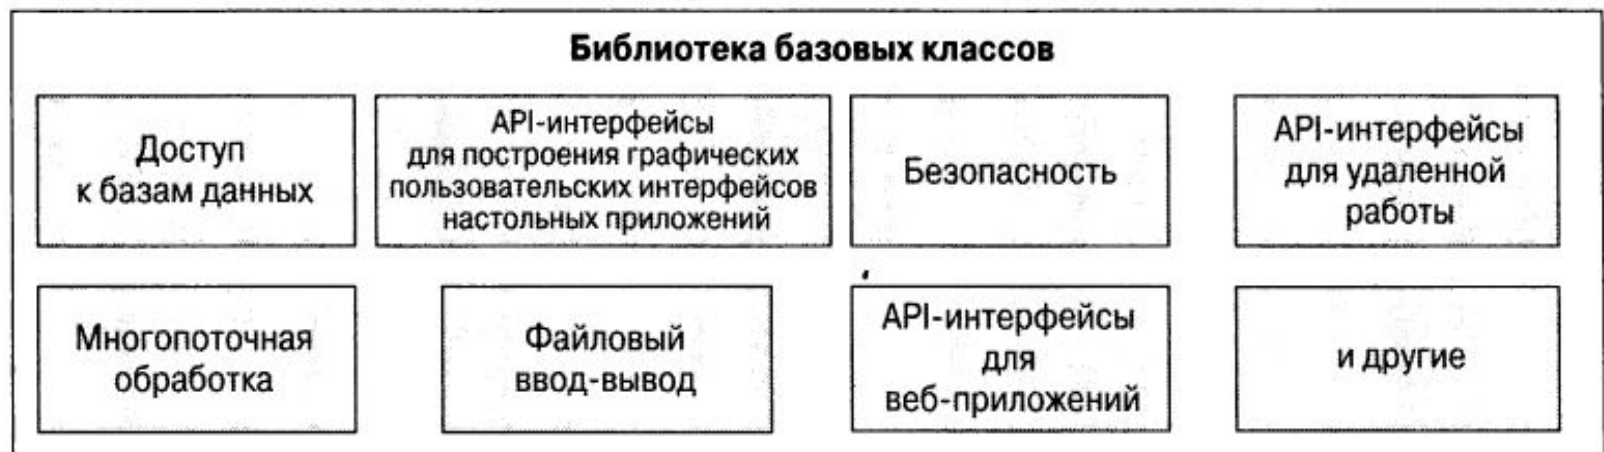 Библиотека базовых классов
Доступ
к базам данных
API-интерфейсы
для построения графических
пользовательских интерфейсов
настольных приложений
Безопасность
API-интерфейсы
для удаленной
работы
Многопоточная
обработка
Файловый
ввод-вывод
API-интерфейсы
для
веб-приложений
и другие